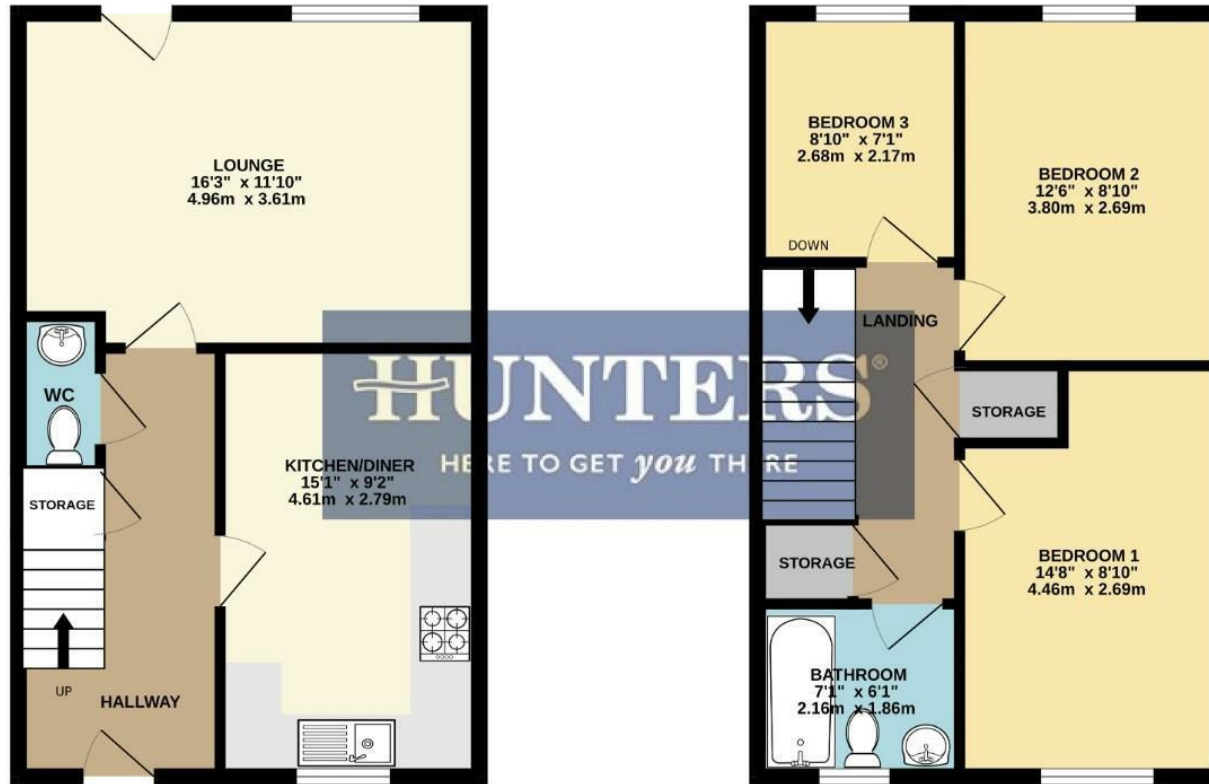 LOUNGE
16'3" x 11'10"
4.96m x 3.61m
WC
STORAGE
KITCHEN/DINER
15'1" x 9'2"
4.61m x 2.79m
UP
HALLWAY
BEDROOM 3
8'10" x 7'1"
2.68m x 2.17m
BEDROOM 2
12'6" x 8'10"
3.80m x 2.69m
DOWN
LANDING
STORAGE
STORAGE
BEDROOM 1
14'8" x 8'10"
4.46m x 2.69m
BATHROOM
7'1" x 6'1"
2.16m x 1.86m
HUNTERS®
HERE TO GET you THERE